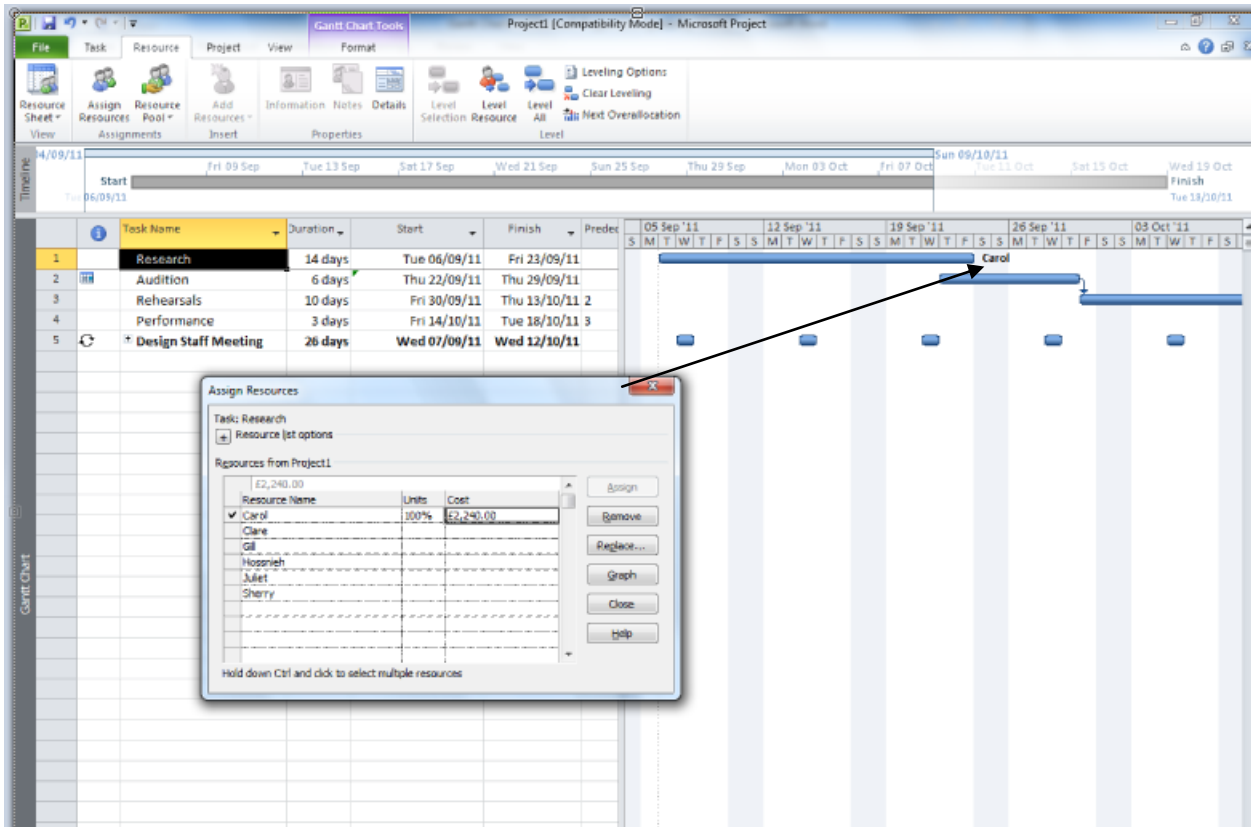 Gantt Chart Tools
Project1 [Compatibility Mode] - Microsoft Project
File Task Resource Project View Format
Resource Sheet
Assign Resources
Resource Pool
Add Resources
Information Notes Details
Level Selection
Level Resource
Level All
Leveling Options
Clear Leveling
Next Overallocation
View Assignments Insert Properties Level
Timeline
Sun 09/10/11
Fri 09 Sep Tue 13 Sep Sat 17 Sep Wed 21 Sep Sun 25 Sep Thu 29 Sep Mon 03 Oct Fri 07 Oct Tue 11 Oct Sat 15 Oct Wed 19 Oct
Start
Tue 06/09/11
Finish
Tue 18/10/11
Task Name Duration Start Finish Predec
05 Sep '11 12 Sep '11 19 Sep '11 26 Sep '11 03 Oct '11
S M T W T F S S M T W T F S S M T W T F S S M T W T F S S M T W T F S
1 Research 14 days Tue 06/09/11 Fri 23/09/11
Carol
2 Audition 6 days Thu 22/09/11 Thu 29/09/11
3 Rehearsals 10 days Fri 30/09/11 Thu 13/10/11 2
4 Performance 3 days Fri 14/10/11 Tue 18/10/11 3
5 Design Staff Meeting 26 days Wed 07/09/11 Wed 12/10/11
Gantt Chart
Assign Resources
Task: Research
Resource list options
Resources from Project1
£2,240.00
Resource Name Units Cost
Carol 100% £2,240.00
Clare
Gill
Hossnieh
Juliet
Sherry
Assign
Remove
Replace...
Graph
Close
Help
Hold down Ctrl and click to select multiple resources